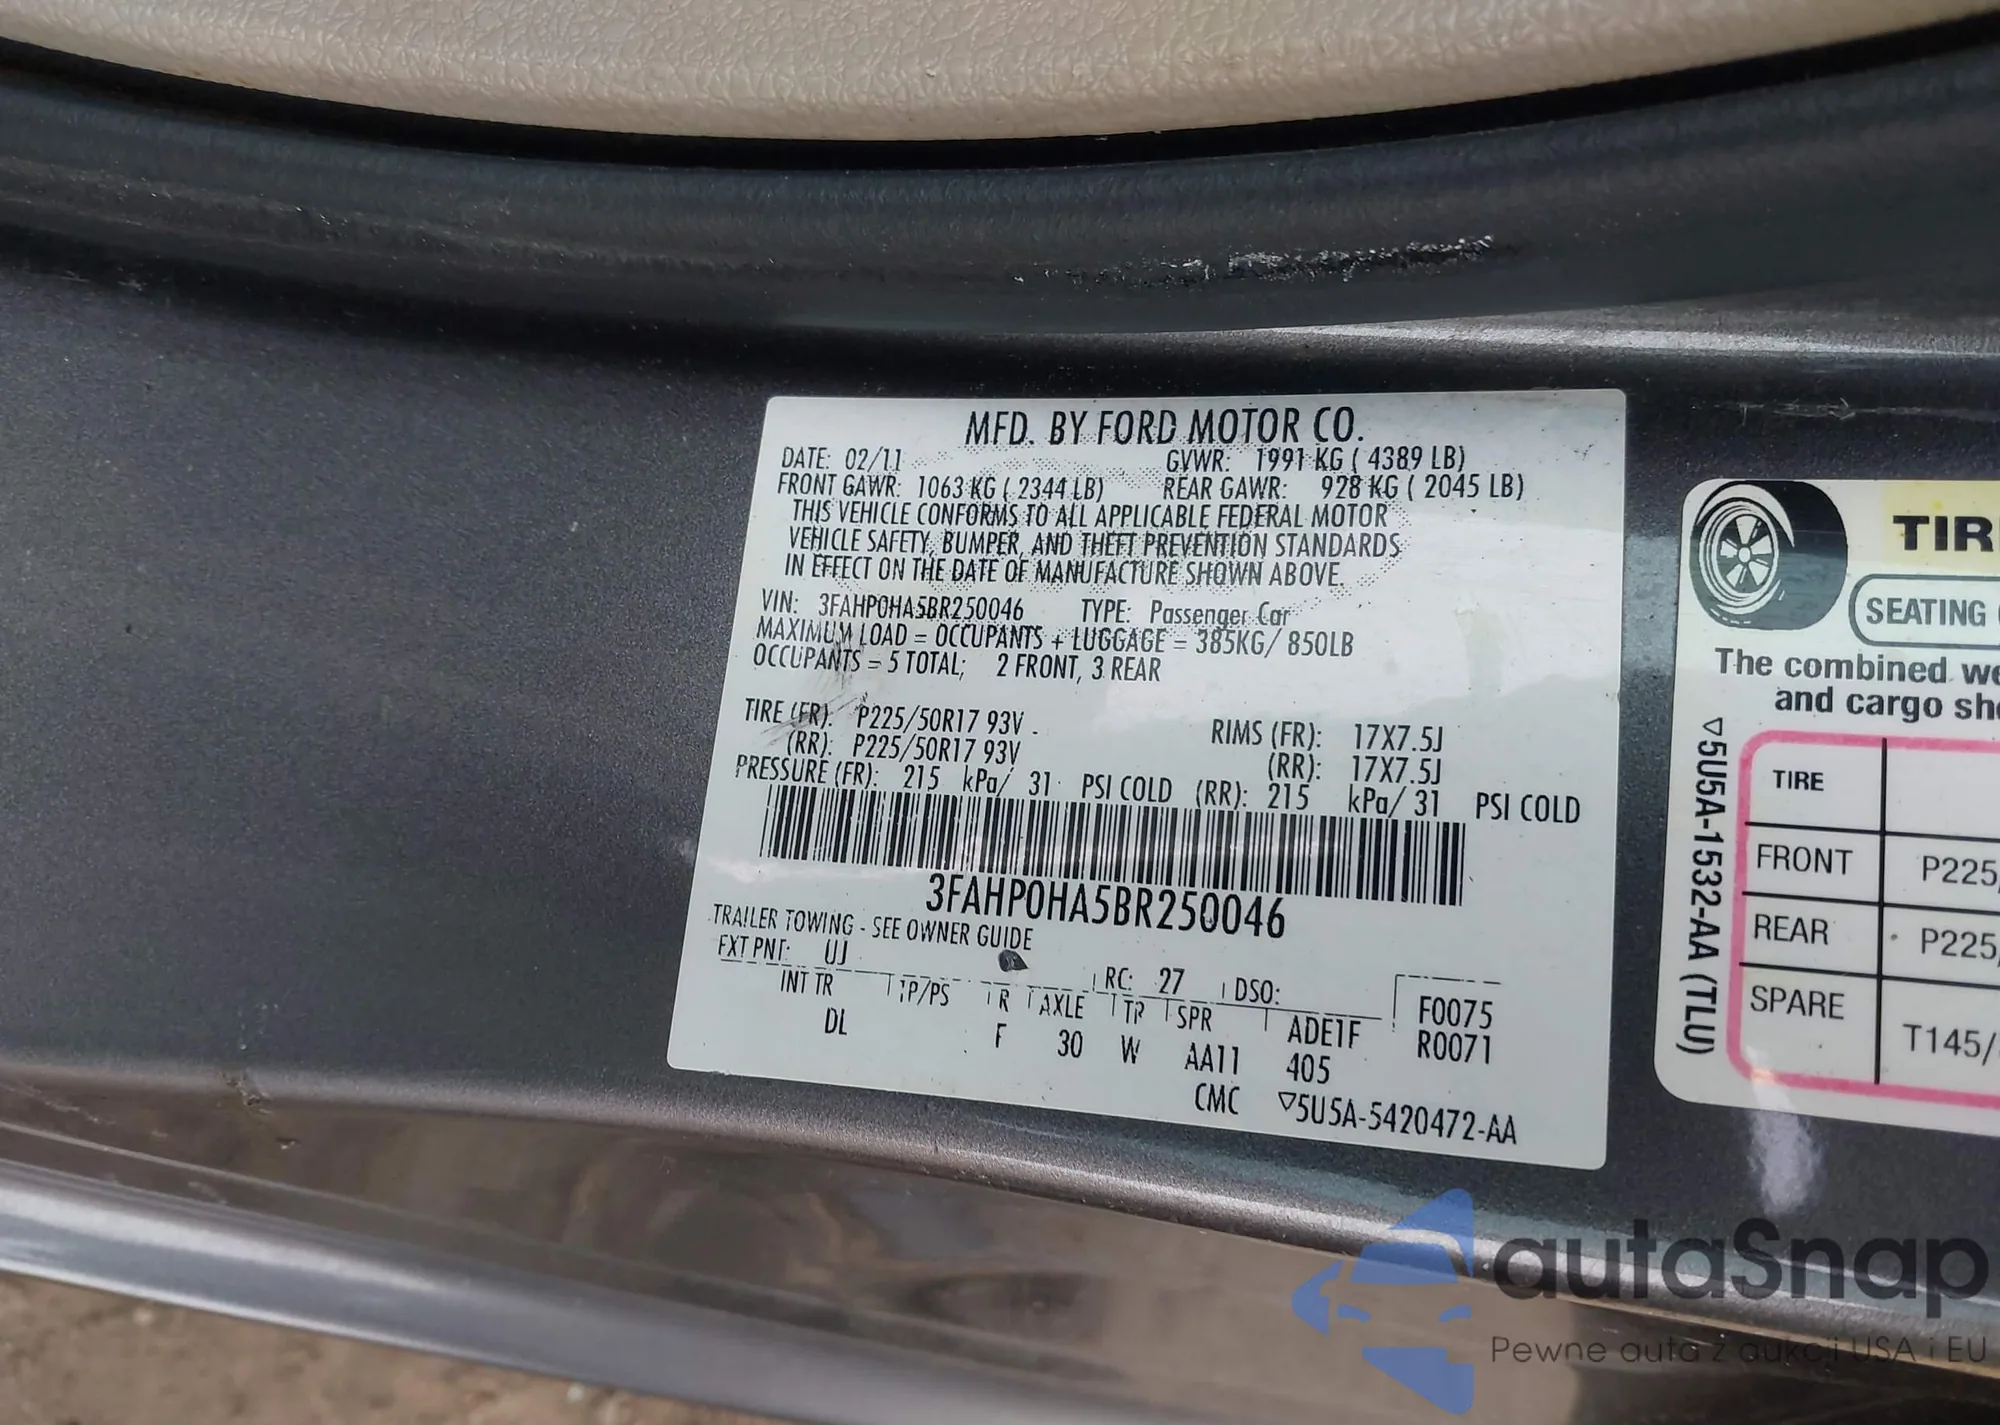 MFD. BY FORD MOTOR CO.
DATE: 02/11 GVWR: 1991 KG ( 4389 LB)
FRONT GAWR: 1063 KG ( 2344 LB) REAR GAWR: 928 KG ( 2045 LB)
THIS VEHICLE CONFORMS TO ALL APPLICABLE FEDERAL MOTOR
VEHICLE SAFETY, BUMPER, AND THEFT PREVENTION STANDARDS
IN EFFECT ON THE DATE OF MANUFACTURE SHOWN ABOVE.
VIN: 3FAHP0HA5BR250046 TYPE: Passenger Car
MAXIMUM LOAD = OCCUPANTS + LUGGAGE = 385KG/ 850LB
OCCUPANTS = 5 TOTAL; 2 FRONT, 3 REAR
TIRE (FR): P225/50R17 93V RIMS (FR): 17X7.5J
(RR): P225/50R17 93V (RR): 17X7.5J
PRESSURE (FR): 215 kPa/ 31 PSI COLD (RR): 215 kPa/ 31 PSI COLD
3FAHP0HA5BR250046
TRAILER TOWING - SEE OWNER GUIDE
EXT PNT: UJ RC: 27 DSO: F0075
INT TR TP/PS R AXLE TR SPR ADE1F R0071
DL F 30 W AA11 405
CMC ▽5U5A-5420472-AA
TIR
SEATING
The combined we
and cargo sho
▽5U5A-1532-AA (TLU)
TIRE
FRONT P225/
REAR P225/
SPARE T145/
autaSnap
Pewne auta z aukcji USA i EU